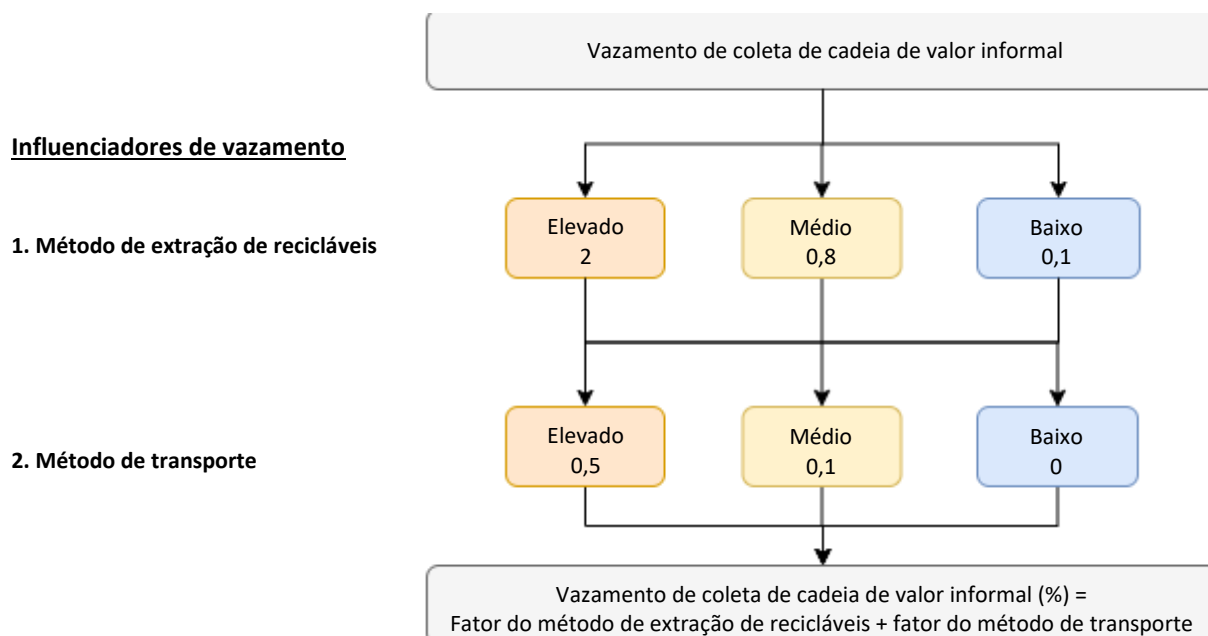 Vazamento de coleta de cadeia de valor informal
Influenciadores de vazamento
1. Método de extração de recicláveis
Elevado
2
Médio
0,8
Baixo
0,1
2. Método de transporte
Elevado
0,5
Médio
0,1
Baixo
0
Vazamento de coleta de cadeia de valor informal (%) =
Fator do método de extração de recicláveis + fator do método de transporte